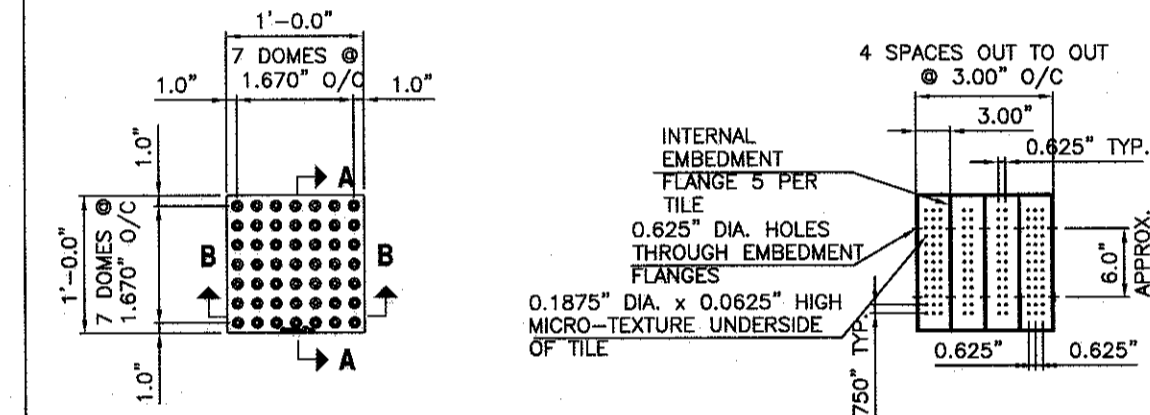 1'-0.0"
7 DOMES @
1.670" O/C
1.0"
1.0"
1.0"
A
1'-0.0"
7 DOMES @
1.670" O/C
B
B
A
1.0"
4 SPACES OUT TO OUT
@ 3.00" O/C
3.00"
0.625" TYP.
INTERNAL
EMBEDMENT
FLANGE 5 PER
TILE
0.625" DIA. HOLES
THROUGH EMBEDMENT
FLANGES
0.1875" DIA. x 0.0625" HIGH
MICRO-TEXTURE UNDERSIDE
OF TILE
6.0"
APPROX.
750" TYP.
0.625"
0.625"